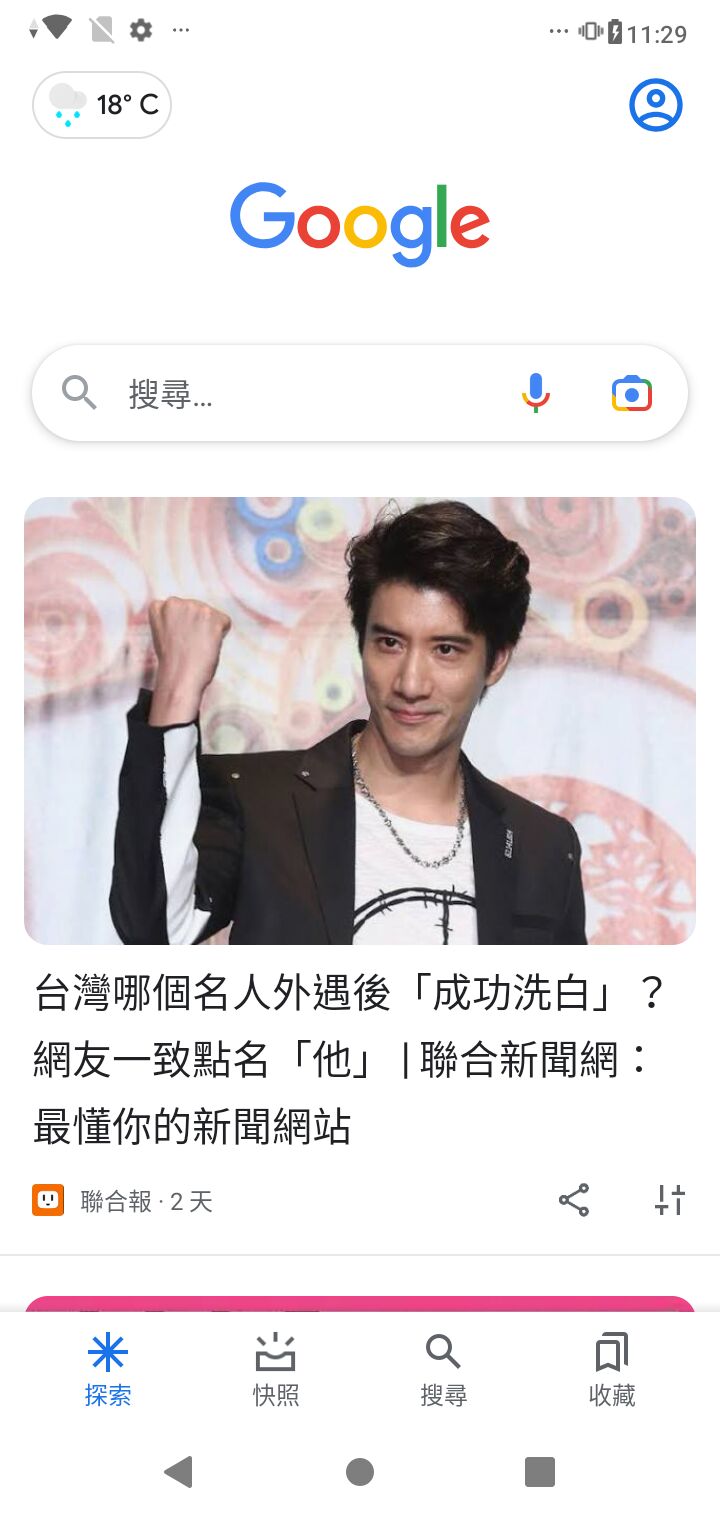 11:29
18° C
Google
搜尋...
台灣哪個名人外遇後「成功洗白」？
網友一致點名「他」 | 聯合新聞網：
最懂你的新聞網站
聯合報 · 2 天
探索
快照
搜尋
收藏